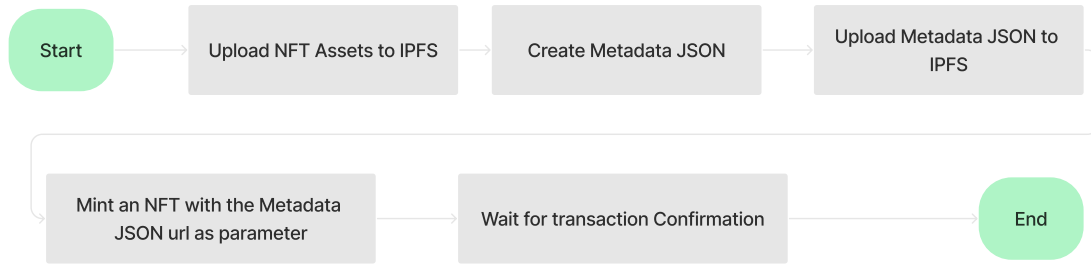 Start
Upload NFT Assets to IPFS
Create Metadata JSON
Upload Metadata JSON to
IPFS
Mint an NFT with the Metadata
JSON url as parameter
Wait for transaction Confirmation
End